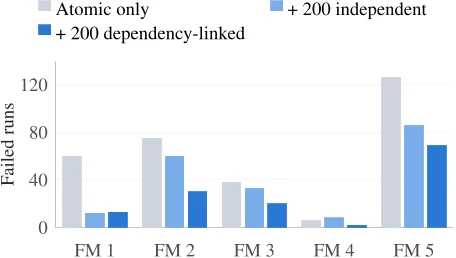 Atomic only
+ 200 independent
+ 200 dependency-linked
Failed runs
120
80
40
0
FM 1 FM 2 FM 3 FM 4 FM 5